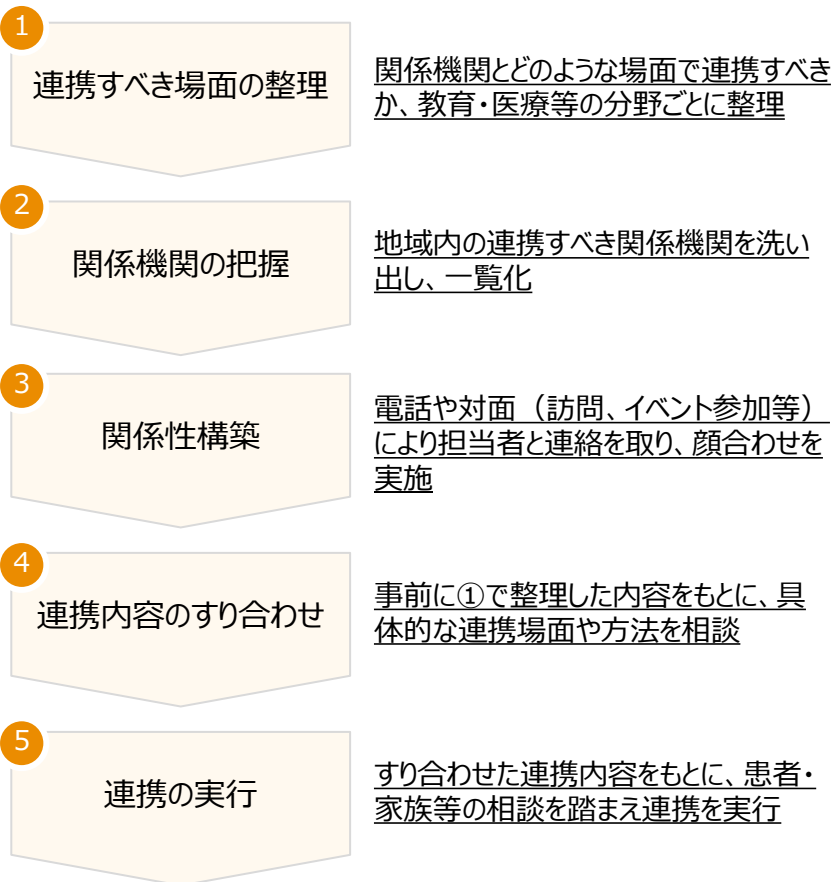 1
連携すべき場面の整理
関係機関とどのような場面で連携すべき
か、教育・医療等の分野ごとに整理
2
関係機関の把握
地域内の連携すべき関係機関を洗い
出し、一覧化
3
関係性構築
電話や対面（訪問、イベント参加等）
により担当者と連絡を取り、顔合わせを
実施
4
連携内容のすり合わせ
事前に①で整理した内容をもとに、具
体的な連携場面や方法を相談
5
連携の実行
すり合わせた連携内容をもとに、患者・
家族等の相談を踏まえ連携を実行